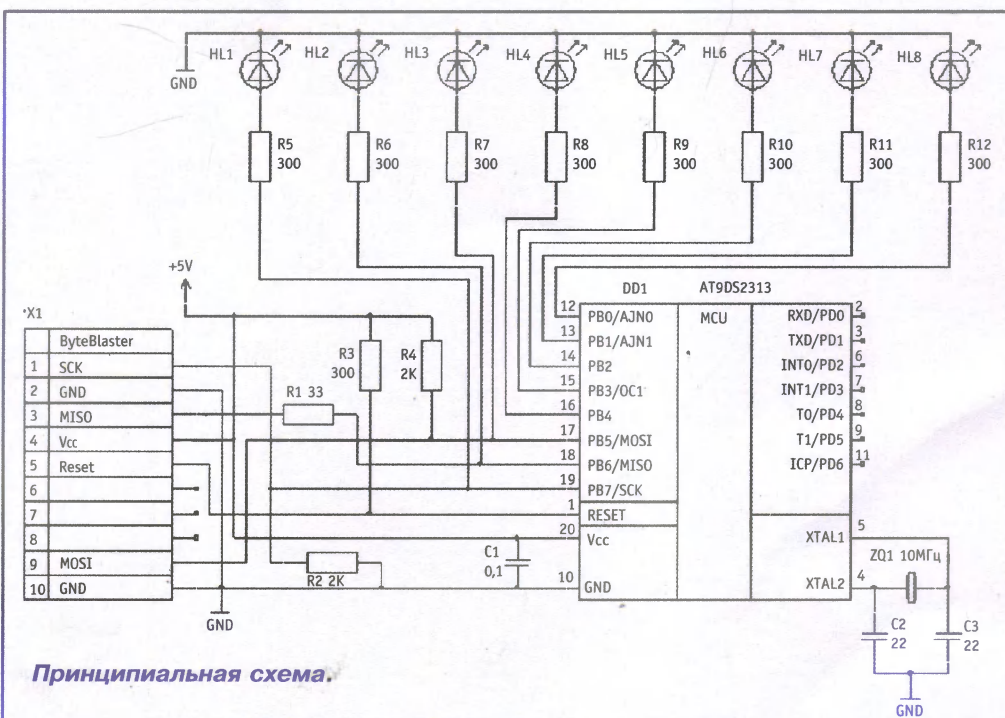 HL1 HL2 HL3 HL4 HL5 HL6 HL7 HL8
GND
R5 300
R6 300
R7 300
R8 300
R9 300
R10 300
R11 300
R12 300
+5V
X1
ByteBlaster
1 SCK
2 GND
3 MISO
4 Vcc
5 Reset
6
7
8
9 MOSI
10 GND
GND
R1 33
R2 2K
R3 300
R4 2K
C1 0,1
DD1 AT9DS2313
MCU
12 PB0/AJN0
13 PB1/AJN1
14 PB2
15 PB3/OC1
16 PB4
17 PB5/MOSI
18 PB6/MISO
19 PB7/SCK
1 RESET
20 Vcc
10 GND
RXD/PD0 2
TXD/PD1 3
INT0/PD2 6
INT1/PD3 7
T0/PD4 8
T1/PD5 9
ICP/PD6 11
XTAL1 5
XTAL2 4
ZQ1 10МГц
C2 22
C3 22
GND
Принципиальная схема.